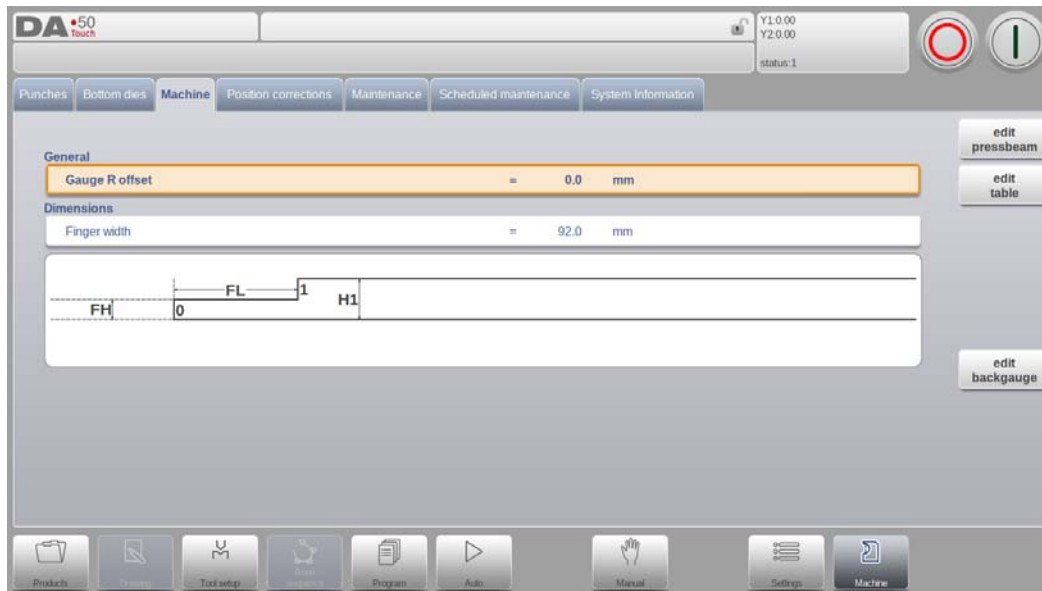 DA 50
Touch
Y1:0.00
Y2:0.00
status:1
Punches Bottom dies Machine Position corrections Maintenance Scheduled maintenance System Information
edit
pressbeam
General
Gauge R offset = 0.0 mm
edit
table
Dimensions
Finger width = 92.0 mm
FL 1
H1
FH 0
edit
backgauge
Products Drawing Tool setup Bend
sequence Program Auto Manual Settings Machine